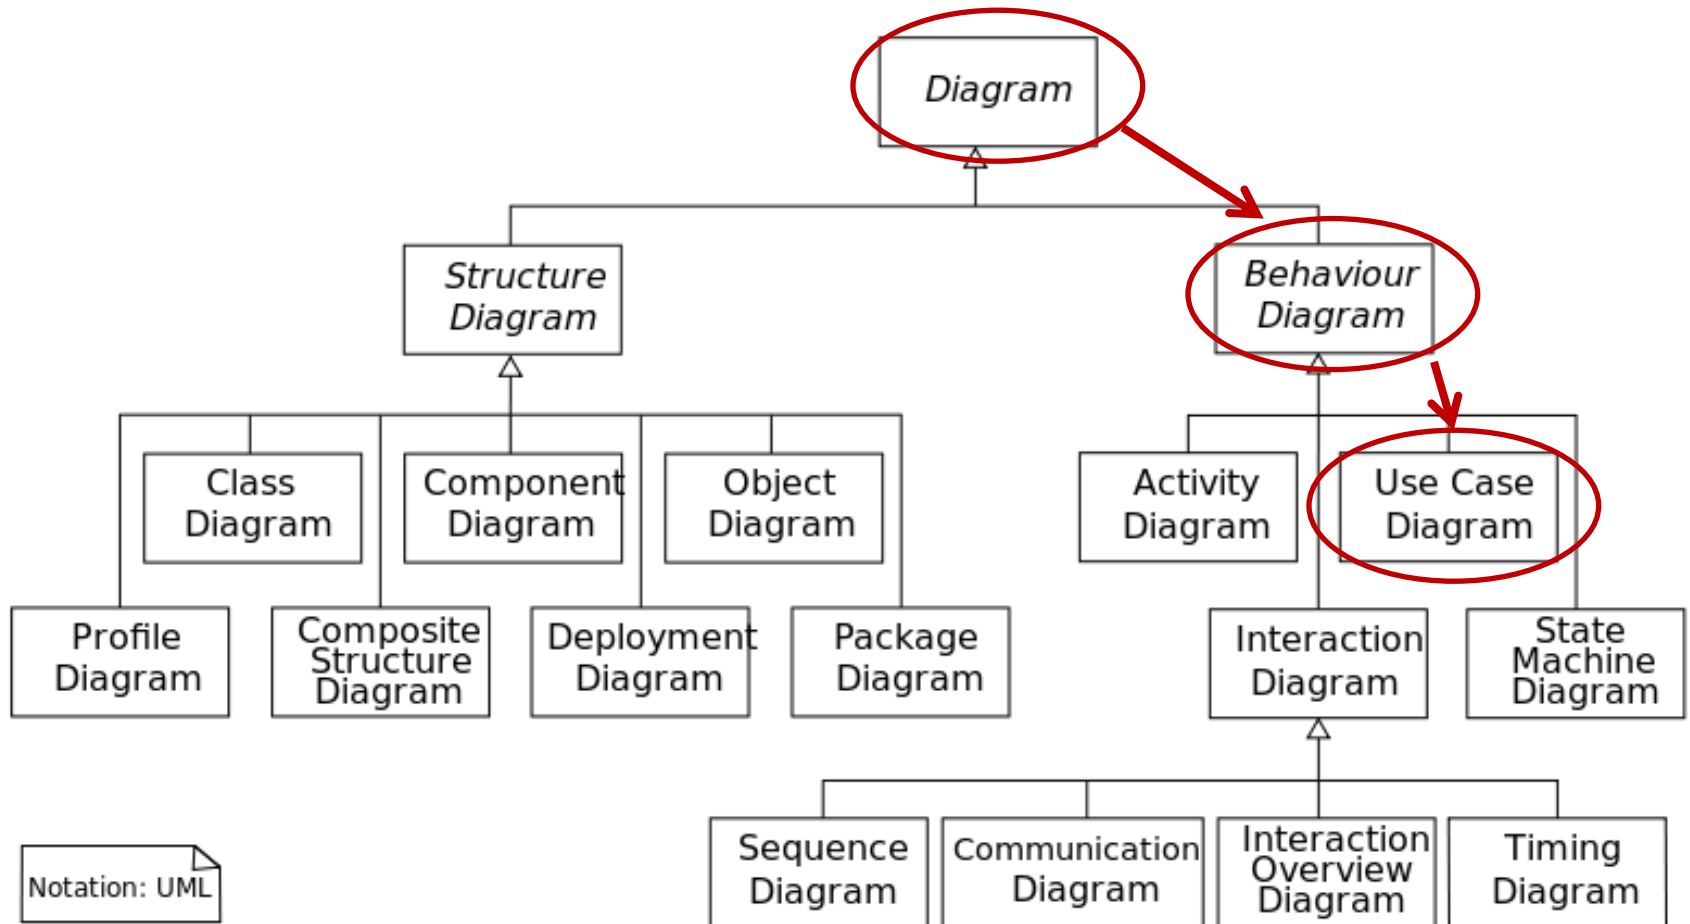 Diagram
Structure
Diagram
Behaviour
Diagram
Class
Diagram
Component
Diagram
Object
Diagram
Activity
Diagram
Use Case
Diagram
Profile
Diagram
Composite
Structure
Diagram
Deployment
Diagram
Package
Diagram
Interaction
Diagram
State
Machine
Diagram
Sequence
Diagram
Communication
Diagram
Interaction
Overview
Diagram
Timing
Diagram
Notation: UML